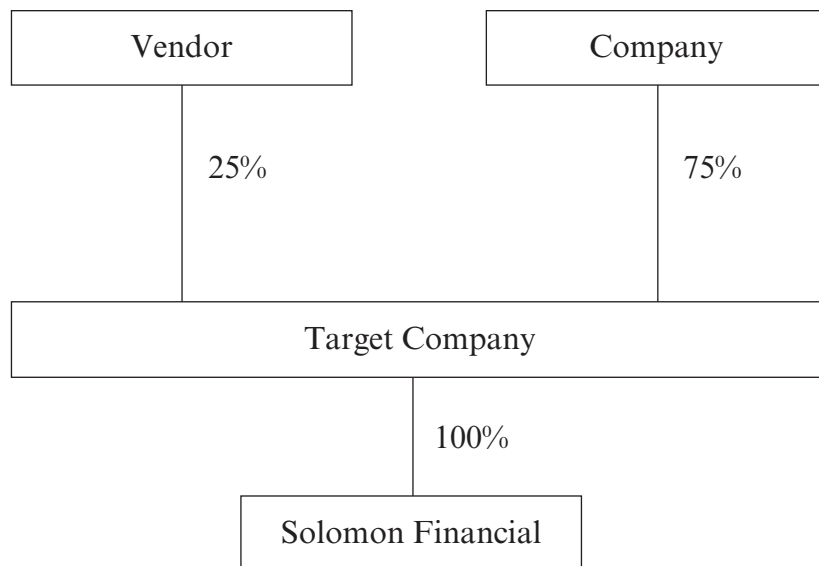 Vendor
Company
25%
75%
Target Company
100%
Solomon Financial